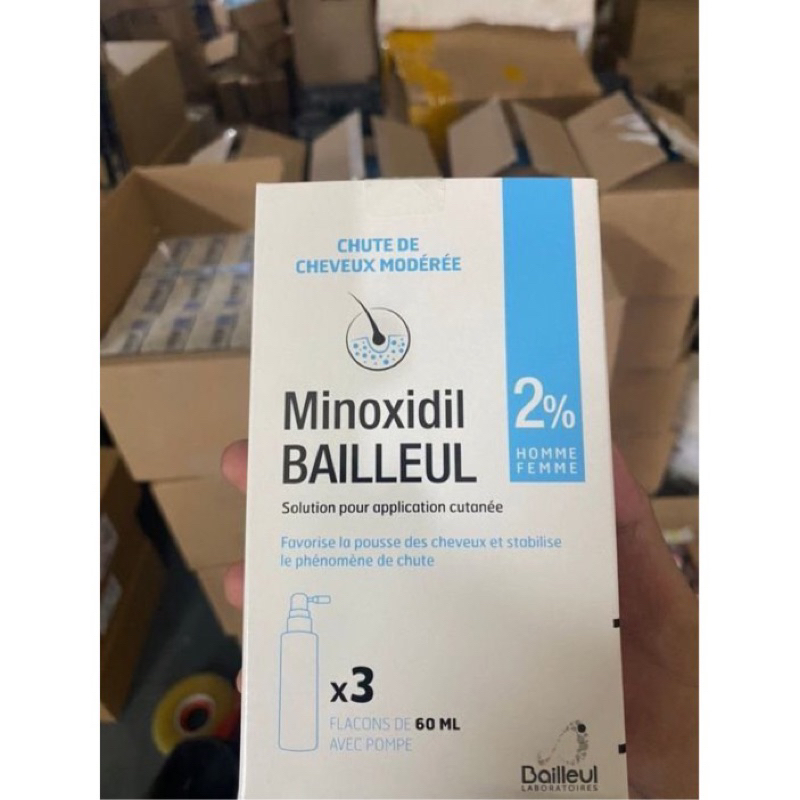 CHUTE DE
CHEVEUX MODÉRÉE
Minoxidil
BAILLEUL
2%
HOMME
FEMME
Solution pour application cutanée
Favorise la pousse des cheveux et stabilise
le phénomène de chute
x3
FLACONS DE 60 ML
AVEC POMPE
Bailleul
LABORATOIRES